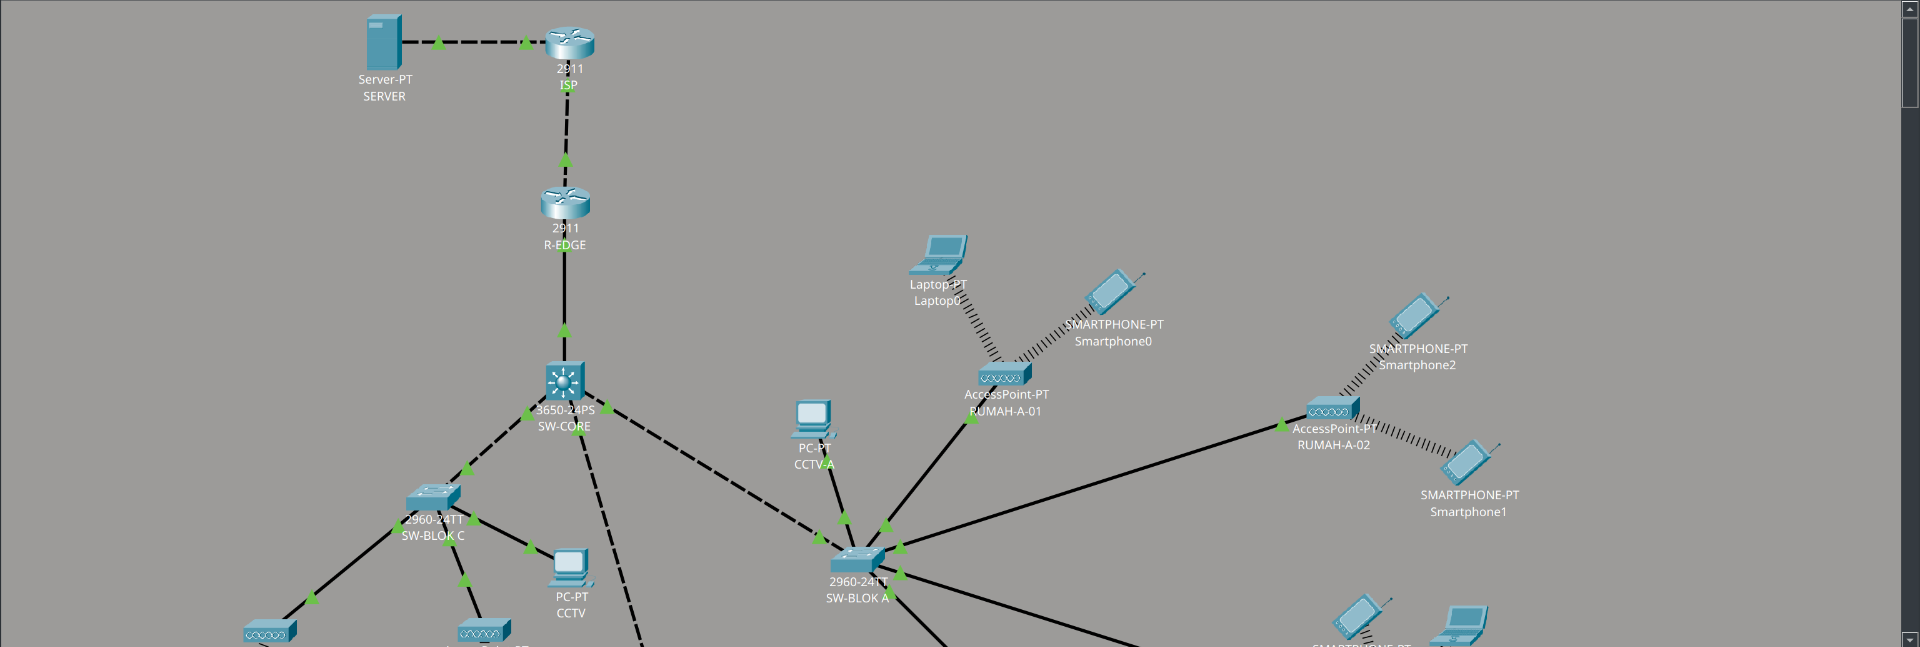 Server-PT
SERVER
2911
ISP
2911
R-EDGE
Laptop-PT
Laptop0
SMARTPHONE-PT
Smartphone0
SMARTPHONE-PT
Smartphone2
AccessPoint-PT
RUMAH-A-01
3650-24PS
SW-CORE
AccessPoint-PT
RUMAH-A-02
PC-PT
CCTV-A
SMARTPHONE-PT
Smartphone1
2960-24TT
SW-BLOK C
2960-24TT
SW-BLOK A
PC-PT
CCTV